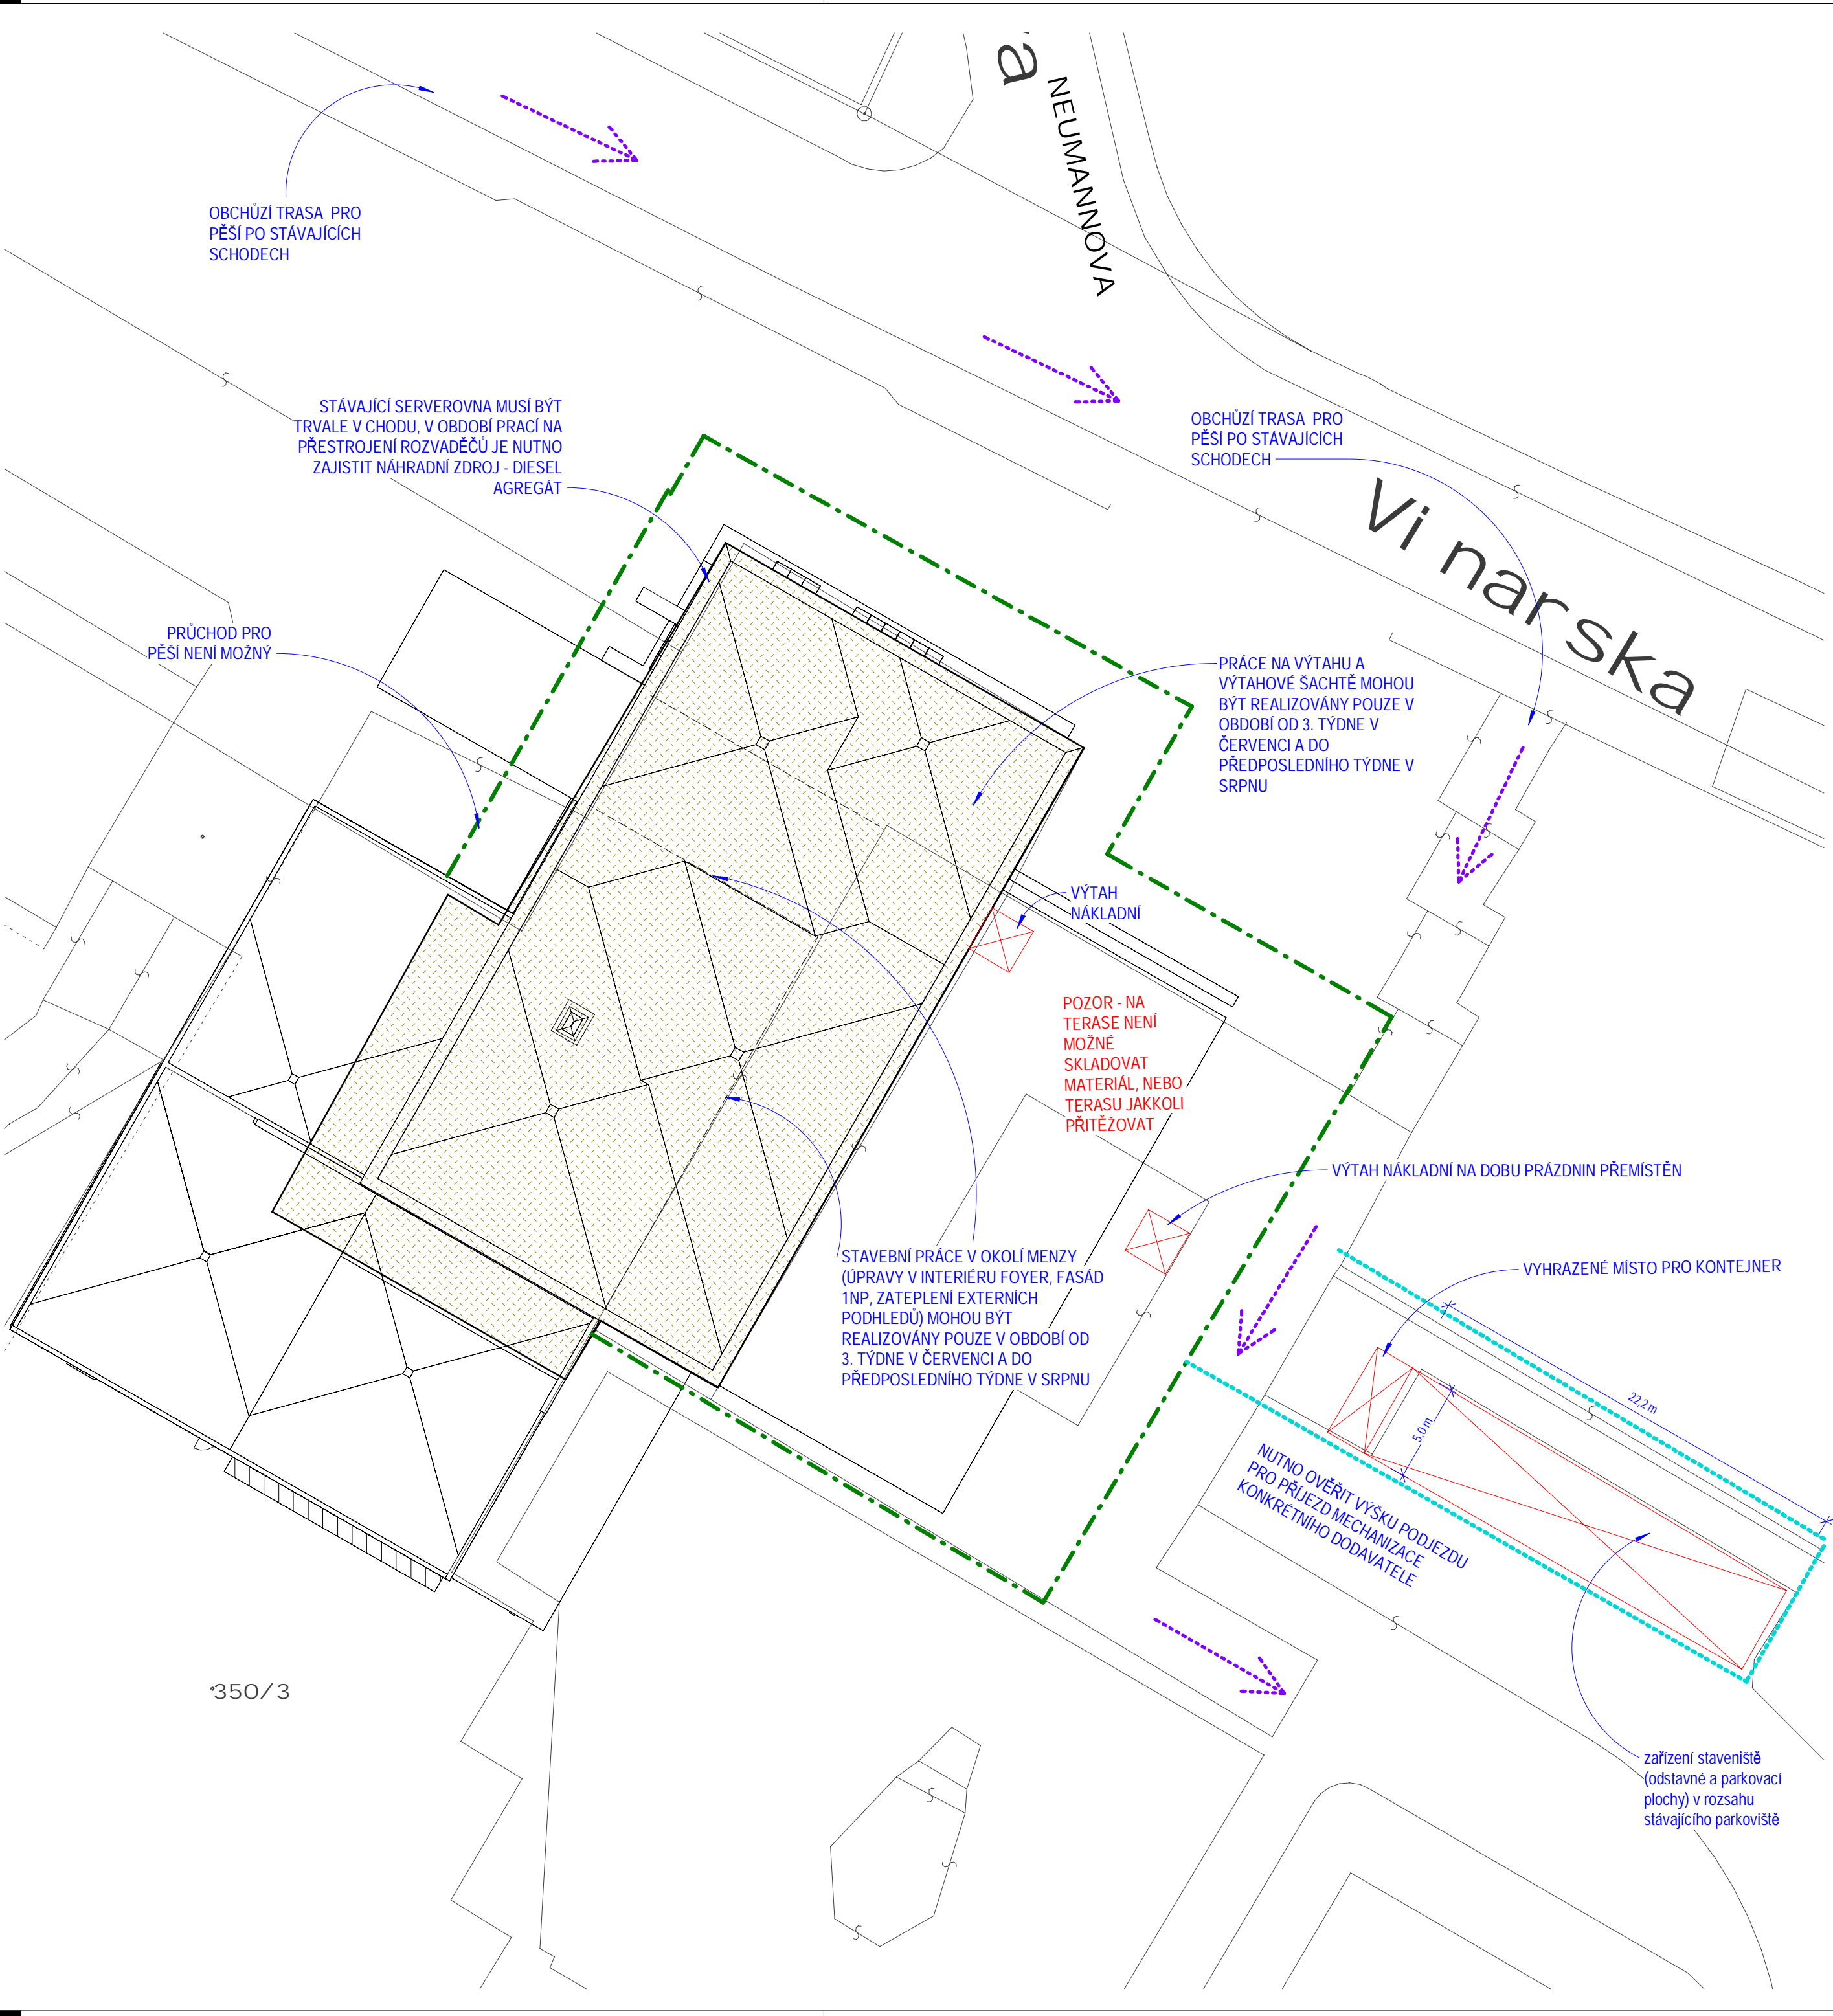 a
NEUMANNOVA
OBCHŮZÍ TRASA PRO
PĚŠÍ PO STÁVAJÍCÍCH
SCHODECH
STÁVAJÍCÍ SERVEROVNA MUSÍ BÝT
TRVALE V CHODU, V OBDOBÍ PRACÍ NA
PŘESTROJENÍ ROZVADĚČŮ JE NUTNO
ZAJISTIT NÁHRADNÍ ZDROJ - DIESEL
AGREGÁT
OBCHŮZÍ TRASA PRO
PĚŠÍ PO STÁVAJÍCÍCH
SCHODECH
Vinarska
PRŮCHOD PRO
PĚŠÍ NENÍ MOŽNÝ
PRÁCE NA VÝTAHU A
VÝTAHOVÉ ŠACHTĚ MOHOU
BÝT REALIZOVÁNY POUZE V
OBDOBÍ OD 3. TÝDNE V
ČERVENCI A DO
PŘEDPOSLEDNÍHO TÝDNE V
SRPNU
VÝTAH
NÁKLADNÍ
POZOR - NA
TERASE NENÍ
MOŽNÉ
SKLADOVAT
MATERIÁL, NEBO
TERASU JAKKOLI
PŘITĚŽOVAT
VÝTAH NÁKLADNÍ NA DOBU PRÁZDNIN PŘEMÍSTĚN
STAVEBNÍ PRÁCE V OKOLÍ MENZY
(ÚPRAVY V INTERIÉRU FOYER, FASÁD
1NP, ZATEPLENÍ EXTERNÍCH
PODHLEDŮ) MOHOU BÝT
REALIZOVÁNY POUZE V OBDOBÍ OD
3. TÝDNE V ČERVENCI A DO
PŘEDPOSLEDNÍHO TÝDNE V SRPNU
VYHRAZENÉ MÍSTO PRO KONTEJNER
22,2 m
5,0 m
NUTNO OVĚŘIT VÝŠKU PODJEZDU
PRO PŘÍJEZD MECHANIZACE
KONKRÉTNÍHO DODAVATELE
350/3
zařízení staveniště
(odstavné a parkovací
plochy) v rozsahu
stávajícího parkoviště